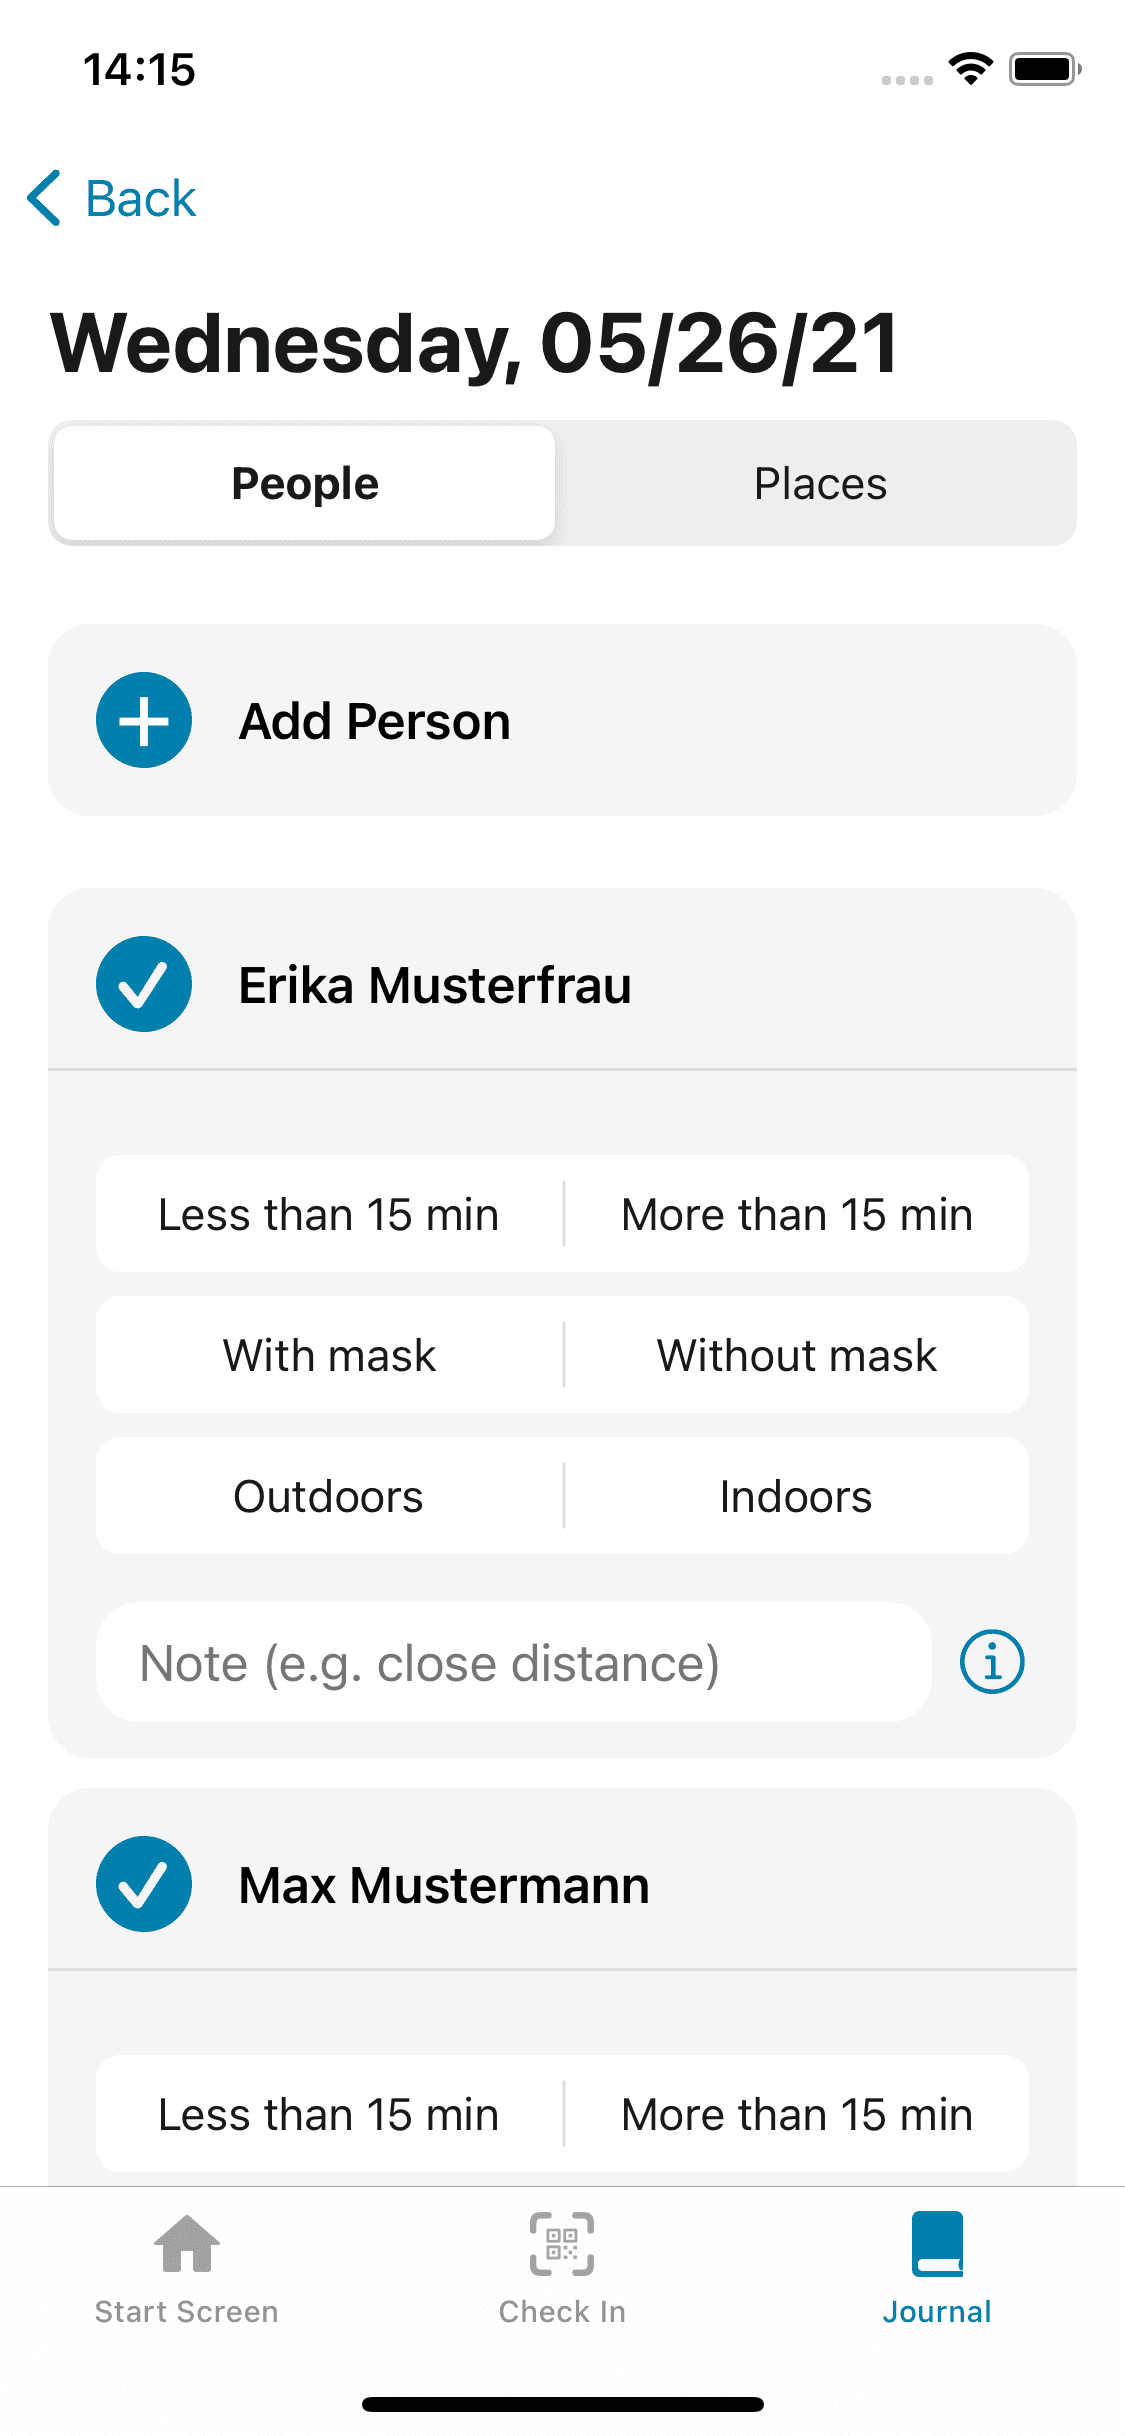 14:15
Back
Wednesday, 05/26/21
People
Places
Add Person
Erika Musterfrau
Less than 15 min
More than 15 min
With mask
Without mask
Outdoors
Indoors
Note (e.g. close distance)
Max Mustermann
Less than 15 min
More than 15 min
Start Screen
Check In
Journal